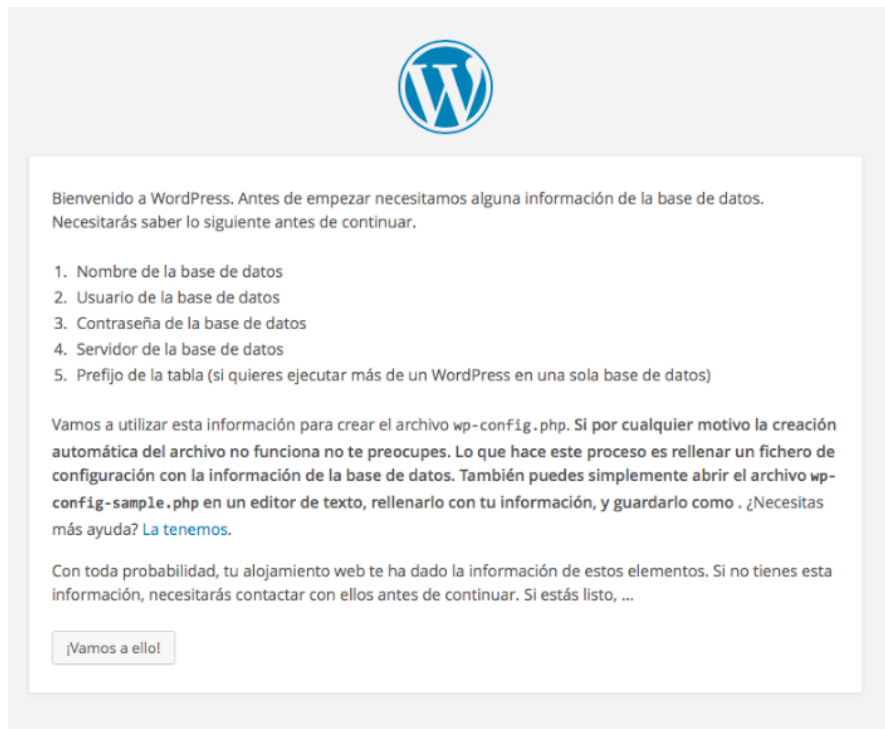 Bienvenido a WordPress. Antes de empezar necesitamos alguna información de la base de datos.
Necesitarás saber lo siguiente antes de continuar.
1. Nombre de la base de datos
2. Usuario de la base de datos
3. Contraseña de la base de datos
4. Servidor de la base de datos
5. Prefijo de la tabla (si quieres ejecutar más de un WordPress en una sola base de datos)
Vamos a utilizar esta información para crear el archivo wp-config.php. Si por cualquier motivo la creación
automática del archivo no funciona no te preocupes. Lo que hace este proceso es rellenar un fichero de
configuración con la información de la base de datos. También puedes simplemente abrir el archivo wp-
config-sample.php en un editor de texto, rellenarlo con tu información, y guardarlo como . ¿Necesitas
más ayuda? La tenemos.
Con toda probabilidad, tu alojamiento web te ha dado la información de estos elementos. Si no tienes esta
información, necesitarás contactar con ellos antes de continuar. Si estás listo, ...
¡Vamos a ello!